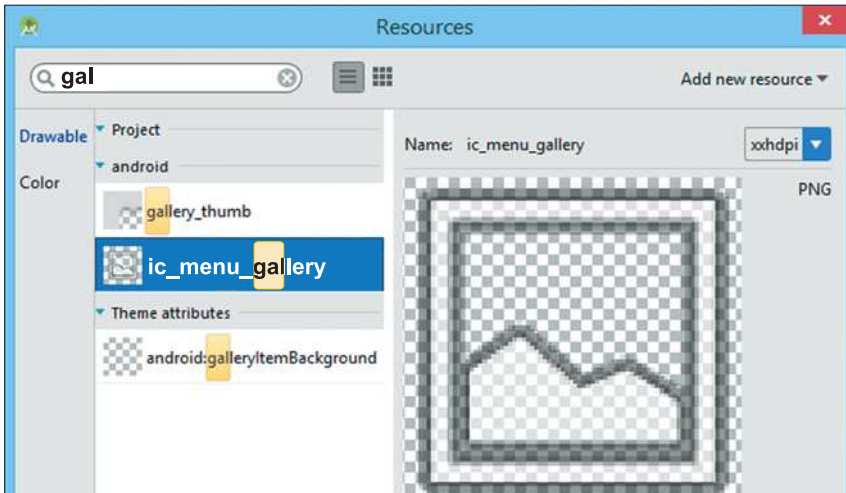 Resources
gal
Add new resource
Drawable
Color
Project
android
gallery_thumb
ic_menu_gallery
Theme attributes
android:galleryItemBackground
Name: ic_menu_gallery
xxhdpi
PNG